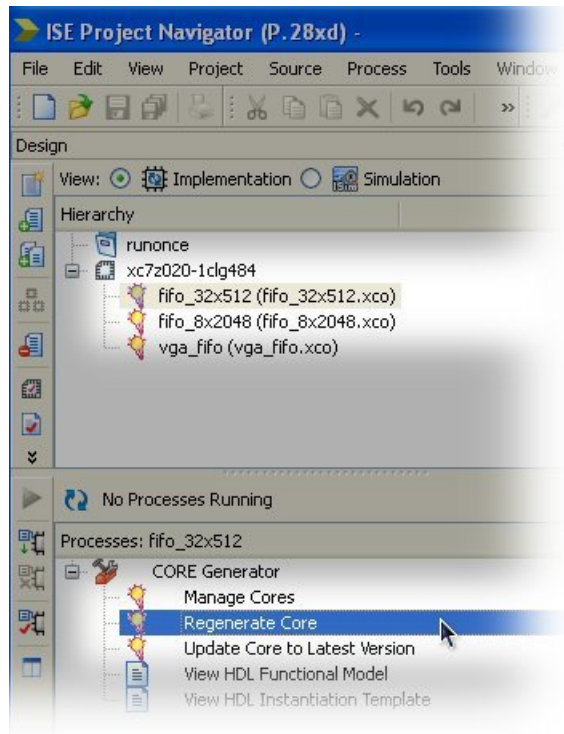 ISE Project Navigator (P.28xd) -
File Edit View Project Source Process Tools Window
»
Design
View: Implementation Simulation
Hierarchy
runonce
xc7z020-1clg484
fifo_32x512 (fifo_32x512.xco)
fifo_8x2048 (fifo_8x2048.xco)
vga_fifo (vga_fifo.xco)
No Processes Running
Processes: fifo_32x512
CORE Generator
Manage Cores
Regenerate Core
Update Core to Latest Version
View HDL Functional Model
View HDL Instantiation Template